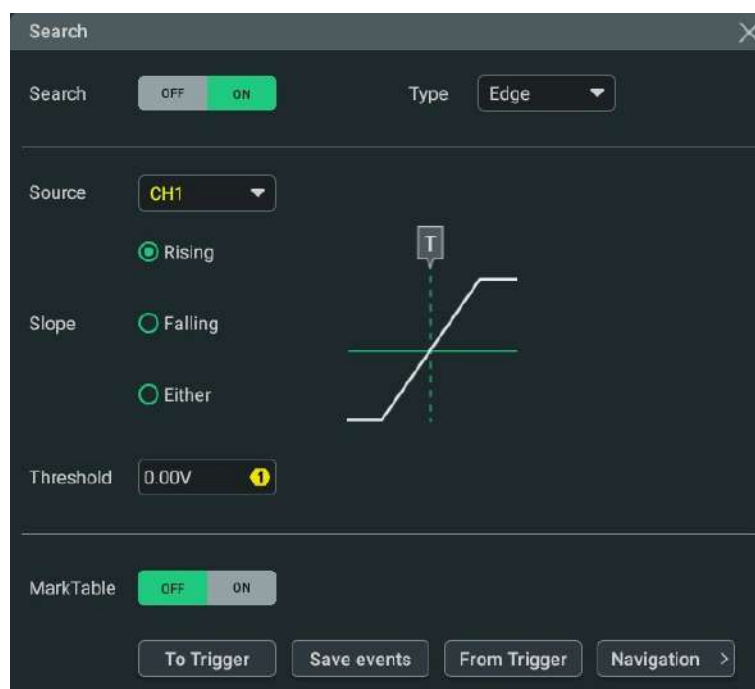 Search
Search OFF ON Type Edge
Source CH1
Rising
T
Slope Falling
Either
Threshold 0.00V 1
MarkTable OFF ON
To Trigger Save events From Trigger Navigation >